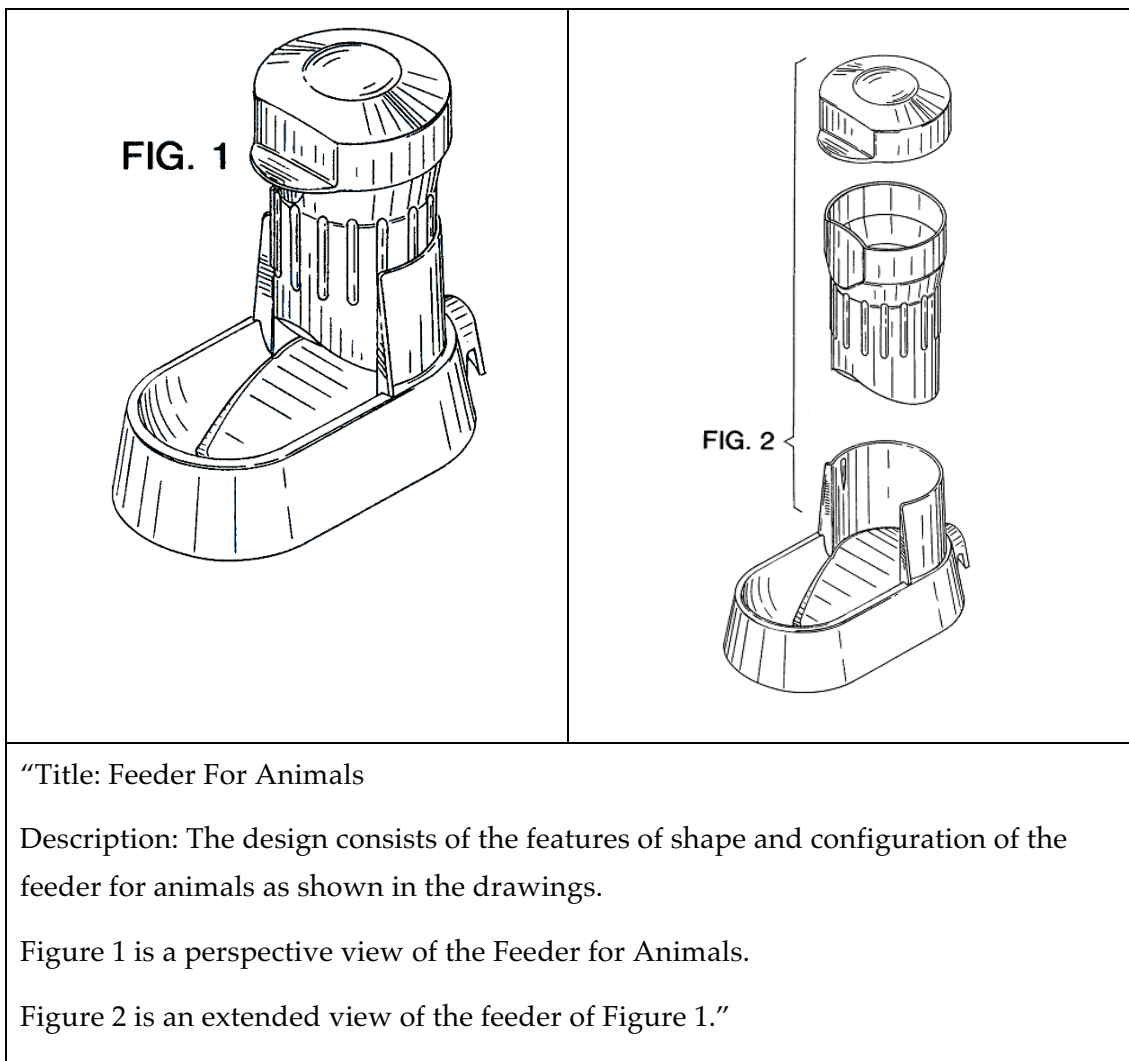 FIG. 1
FIG. 2
“Title: Feeder For Animals
Description: The design consists of the features of shape and configuration of the
feeder for animals as shown in the drawings.
Figure 1 is a perspective view of the Feeder for Animals.
Figure 2 is an extended view of the feeder of Figure 1.”